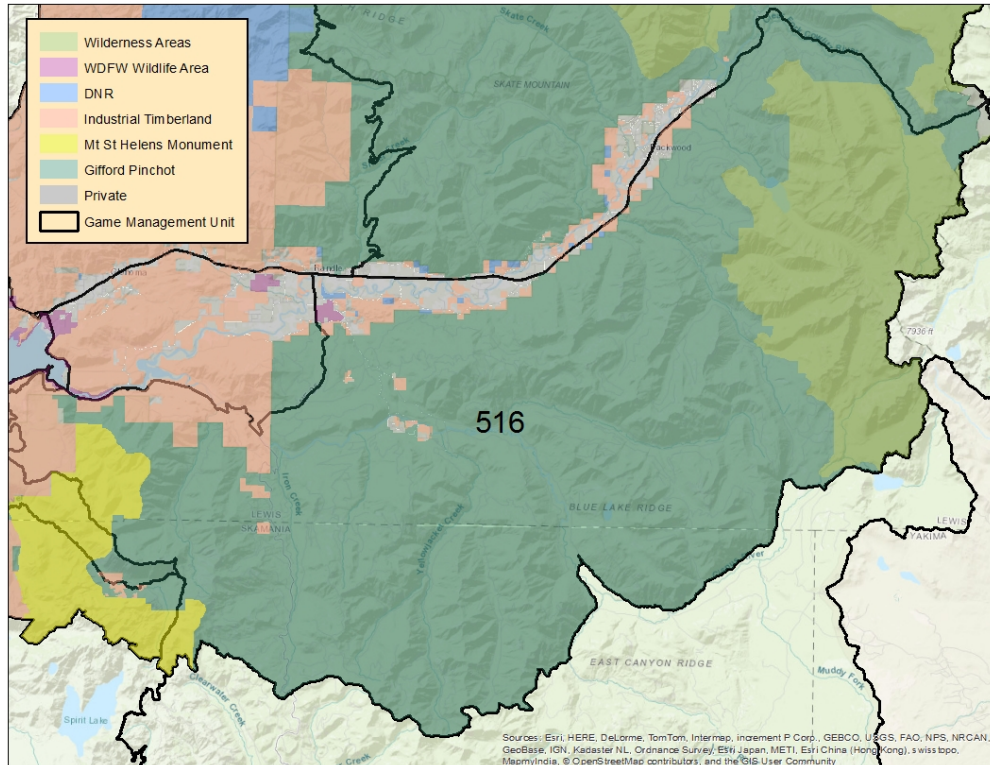 Skate Creek
SKATE MOUNTAIN
Wilderness Areas
WDFW Wildlife Area
DNR
Industrial Timberland
Mt St Helens Monument
Gifford Pinchot
Private
Game Management Unit
Packwood
Randle
7936 ft
516
Iron Creek
LEWIS
SKAMANIA
Yellowjacket Creek
BLUE LAKE RIDGE
LEWIS
YAKIMA
River
EAST CANYON RIDGE
Muddy Fork
Clearwater Creek
Spirit Lake
Sources: Esri, HERE, DeLorme, TomTom, Intermap, increment P Corp., GEBCO, USGS, FAO, NPS, NRCAN,
GeoBase, IGN, Kadaster NL, Ordnance Survey, Esri Japan, METI, Esri China (Hong Kong), swisstopo,
MapmyIndia, © OpenStreetMap contributors, and the GIS User Community